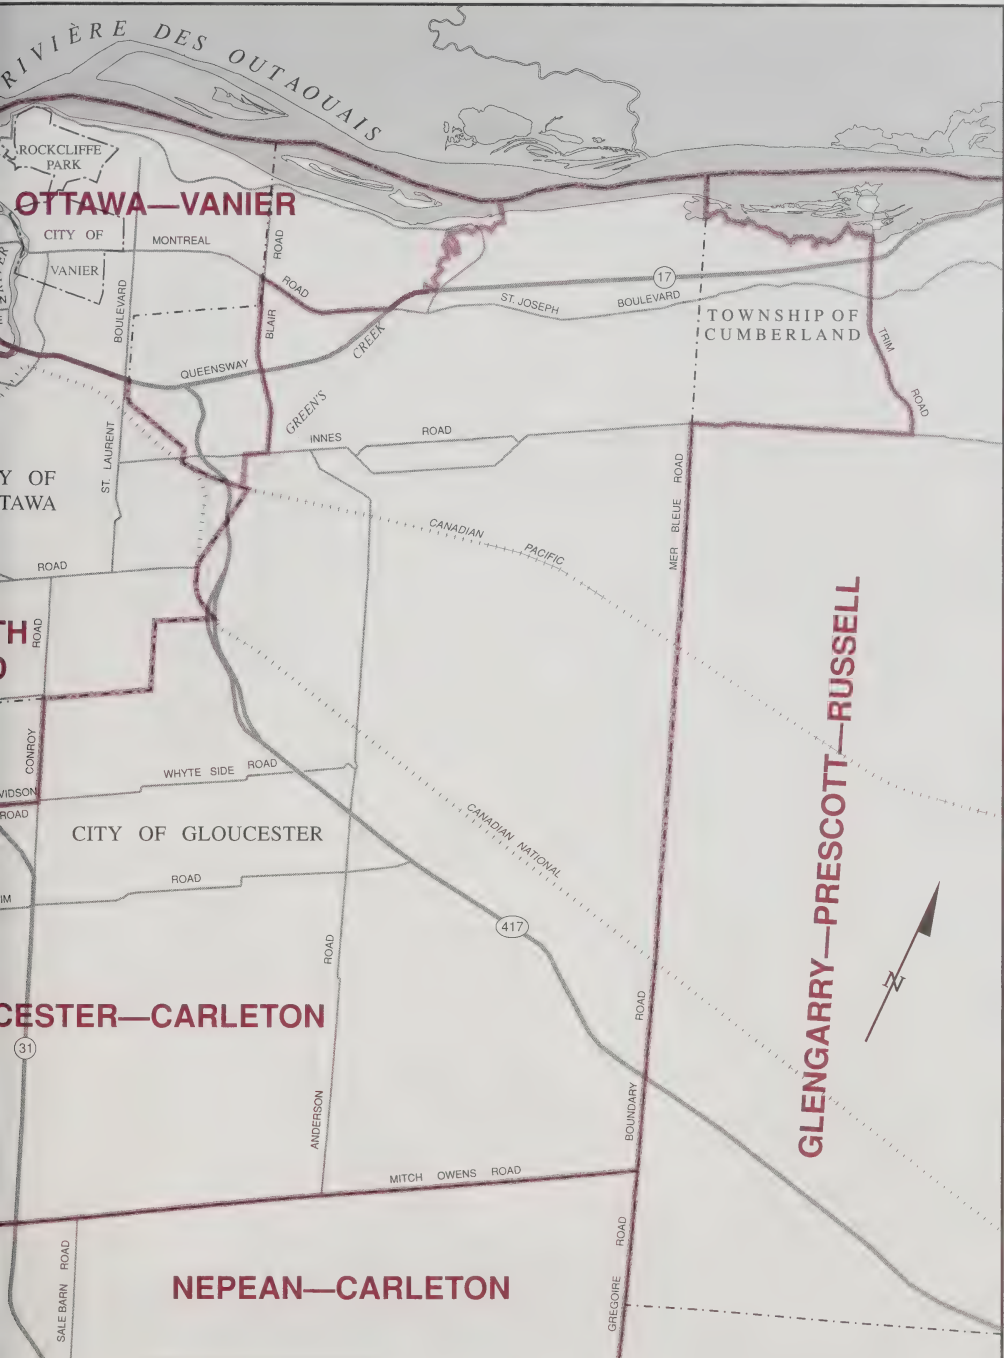 RIVIÈRE DES OUTAOUAIS
ROCKCLIFFE
PARK
OTTAWA—VANIER
CITY OF
VANIER
MONTREAL
ROAD
BOULEVARD
BLAIR
ROAD
17
ST. JOSEPH
BOULEVARD
TOWNSHIP OF
CUMBERLAND
TRIM
ROAD
CREEK
GREEN'S
QUEENSWAY
INNES
ROAD
ST. LAURENT
Y OF
TAWA
ROAD
MER BLEUE ROAD
CANADIAN
PACIFIC
TH
ROAD
CONROY
VIDSON
ROAD
WHYTE SIDE ROAD
CITY OF GLOUCESTER
CANADIAN NATIONAL
GLENGARRY—PRESCOTT—RUSSELL
IM
ROAD
417
ROAD
N
CESTER—CARLETON
31
ROAD
ANDERSON
BOUNDARY
MITCH OWENS ROAD
SALE BARN ROAD
NEPEAN—CARLETON
GREGOIRE ROAD